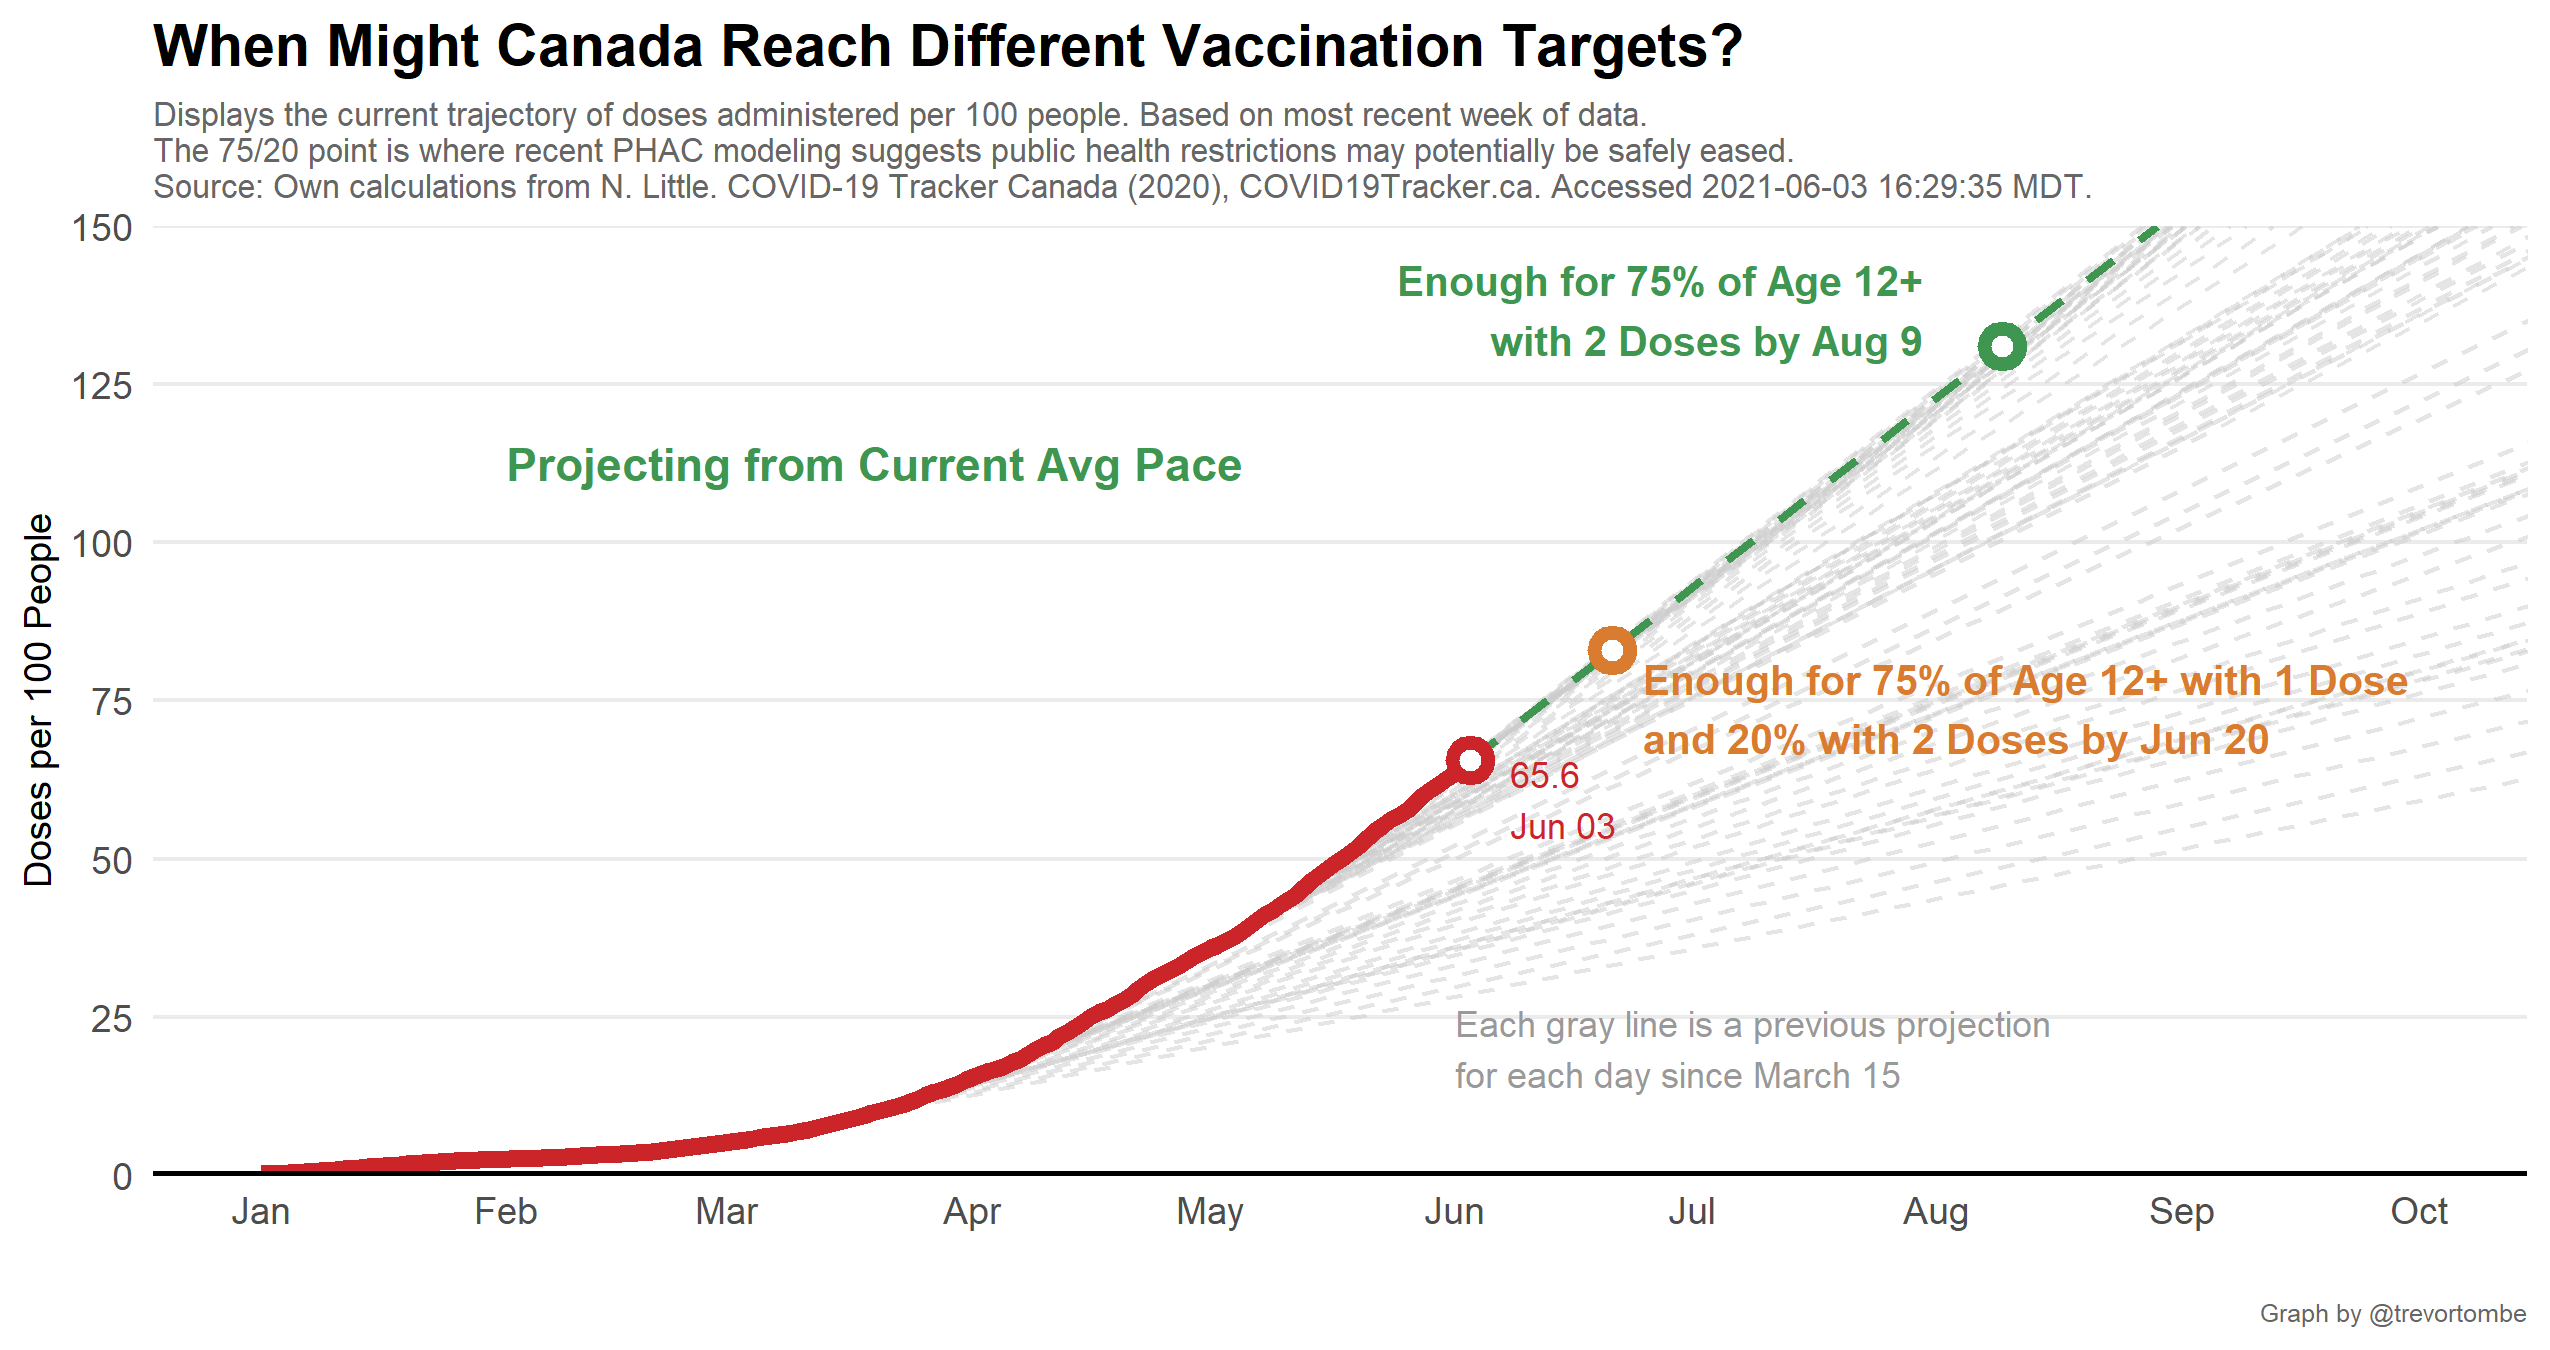 When Might Canada Reach Different Vaccination Targets?
Displays the current trajectory of doses administered per 100 people. Based on most recent week of data.
The 75/20 point is where recent PHAC modeling suggests public health restrictions may potentially be safely eased.
Source: Own calculations from N. Little. COVID-19 Tracker Canada (2020), COVID19Tracker.ca. Accessed 2021-06-03 16:29:35 MDT.
150
Enough for 75% of Age 12+
with 2 Doses by Aug 9
125
Projecting from Current Avg Pace
100
Doses per 100 People
75
Enough for 75% of Age 12+ with 1 Dose
and 20% with 2 Doses by Jun 20
65.6
Jun 03
50
25
Each gray line is a previous projection
for each day since March 15
0
Jan Feb Mar Apr May Jun Jul Aug Sep Oct
Graph by @trevortombe